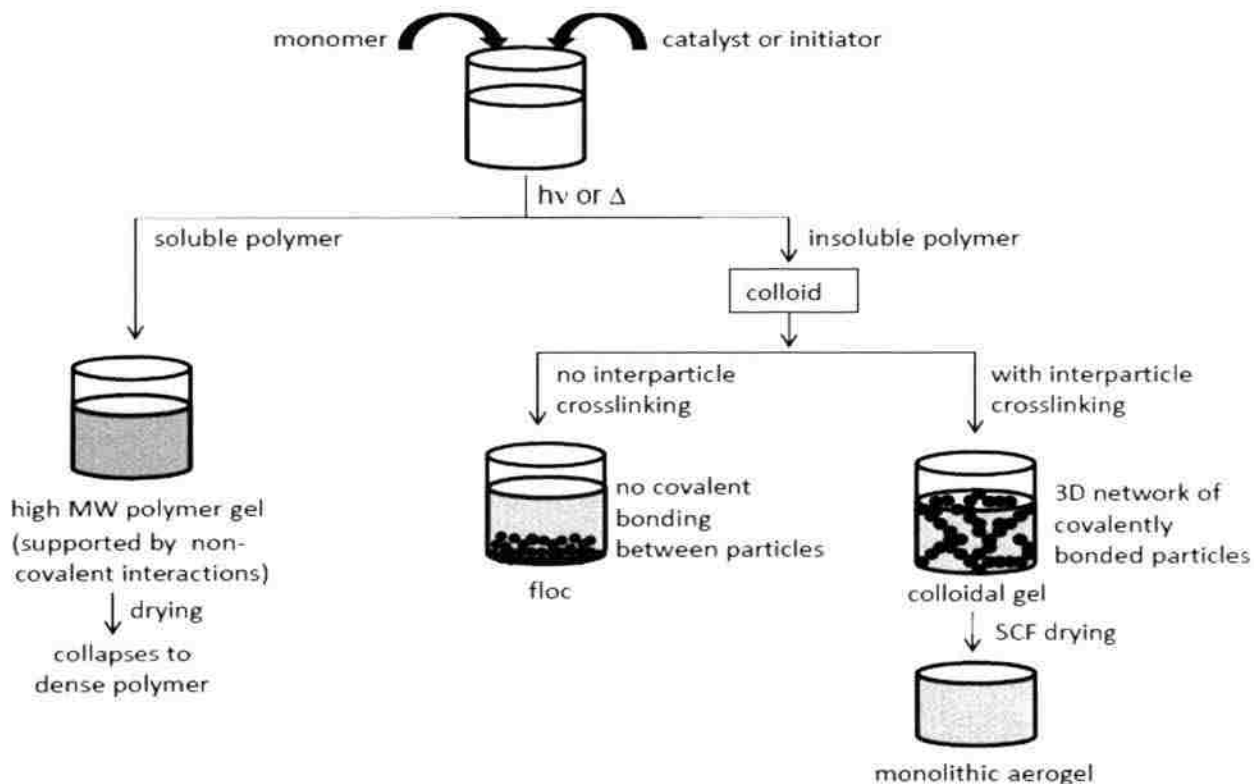 monomer
catalyst or initiator
hν or Δ
soluble polymer
insoluble polymer
colloid
no interparticle
crosslinking
with interparticle
crosslinking
high MW polymer gel
(supported by non-
covalent interactions)
drying
collapses to
dense polymer
no covalent
bonding
between particles
floc
3D network of
covalently
bonded particles
colloidal gel
SCF drying
monolithic aerogel